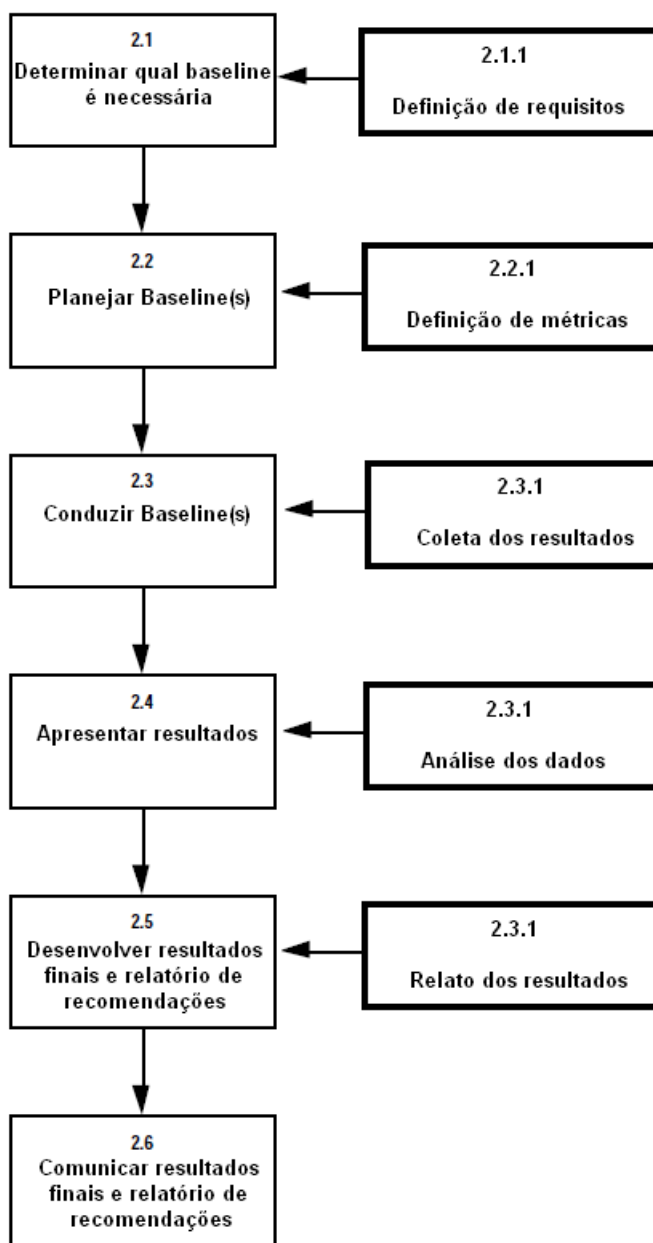 2.1
Determinar qual baseline
é necessária
2.1.1
Definição de requisitos
2.2
Planejar Baseline(s)
2.2.1
Definição de métricas
2.3
Conduzir Baseline(s)
2.3.1
Coleta dos resultados
2.4
Apresentar resultados
2.3.1
Análise dos dados
2.5
Desenvolver resultados
finais e relatório de
recomendações
2.3.1
Relato dos resultados
2.6
Comunicar resultados
finais e relatório de
recomendações